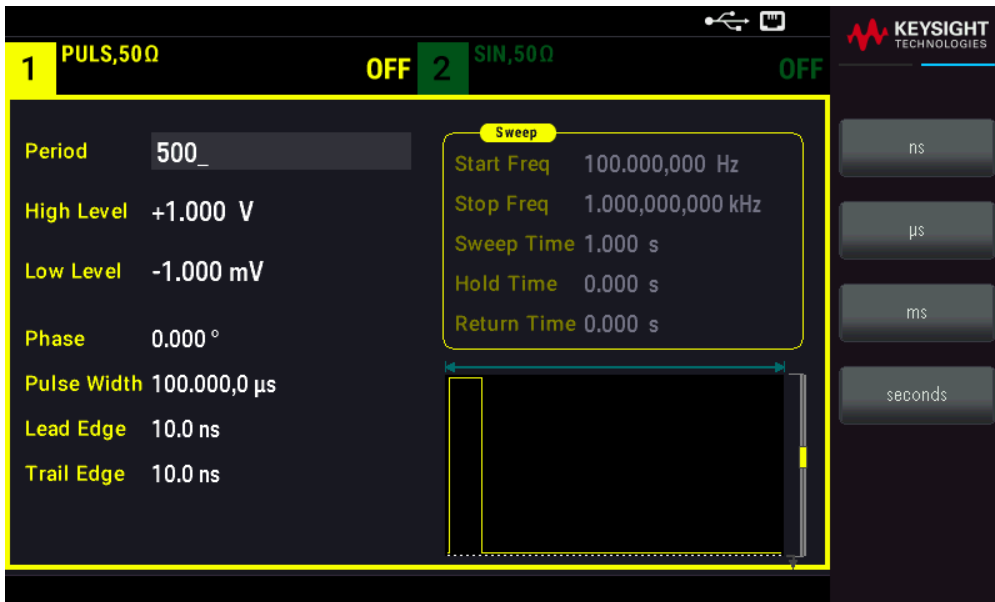 KEYSIGHT
TECHNOLOGIES
1 PULS,50Ω OFF 2 SIN,50Ω OFF
Period 500_
High Level +1.000 V
Low Level -1.000 mV
Phase 0.000 °
Pulse Width 100.000,0 µs
Lead Edge 10.0 ns
Trail Edge 10.0 ns
Sweep
Start Freq 100.000,000 Hz
Stop Freq 1.000,000,000 kHz
Sweep Time 1.000 s
Hold Time 0.000 s
Return Time 0.000 s
ns
µs
ms
seconds